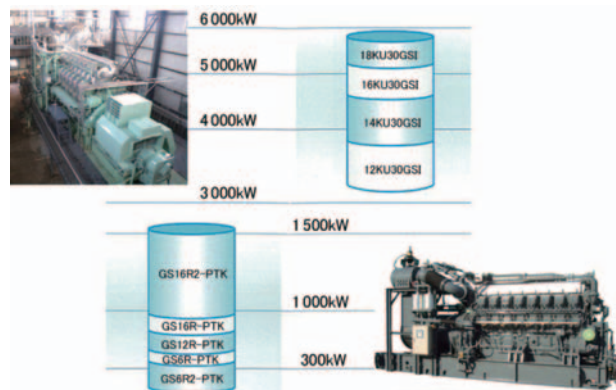 6 000kW
18KU30GSI
5 000kW
16KU30GSI
14KU30GSI
4 000kW
12KU30GSI
3 000kW
1 500kW
GS16R2-PTK
1 000kW
GS16R-PTK
GS12R-PTK
GS6R-PTK
300kW
GS6R2-PTK